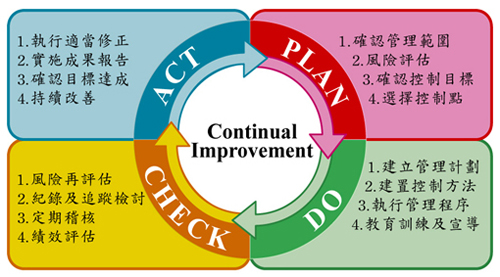 ACT
1.執行適當修正
2.實施成果報告
3.確認目標達成
4.持續改善
PLAN
1.確認管理範圍
2.風險評估
3.確認控制目標
4.選擇控制點
Continual
Improvement
CHECK
1.風險再評估
2.紀錄及追蹤檢討
3.定期稽核
4.績效評估
DO
1.建立管理計劃
2.建置控制方法
3.執行管理程序
4.教育訓練及宣導